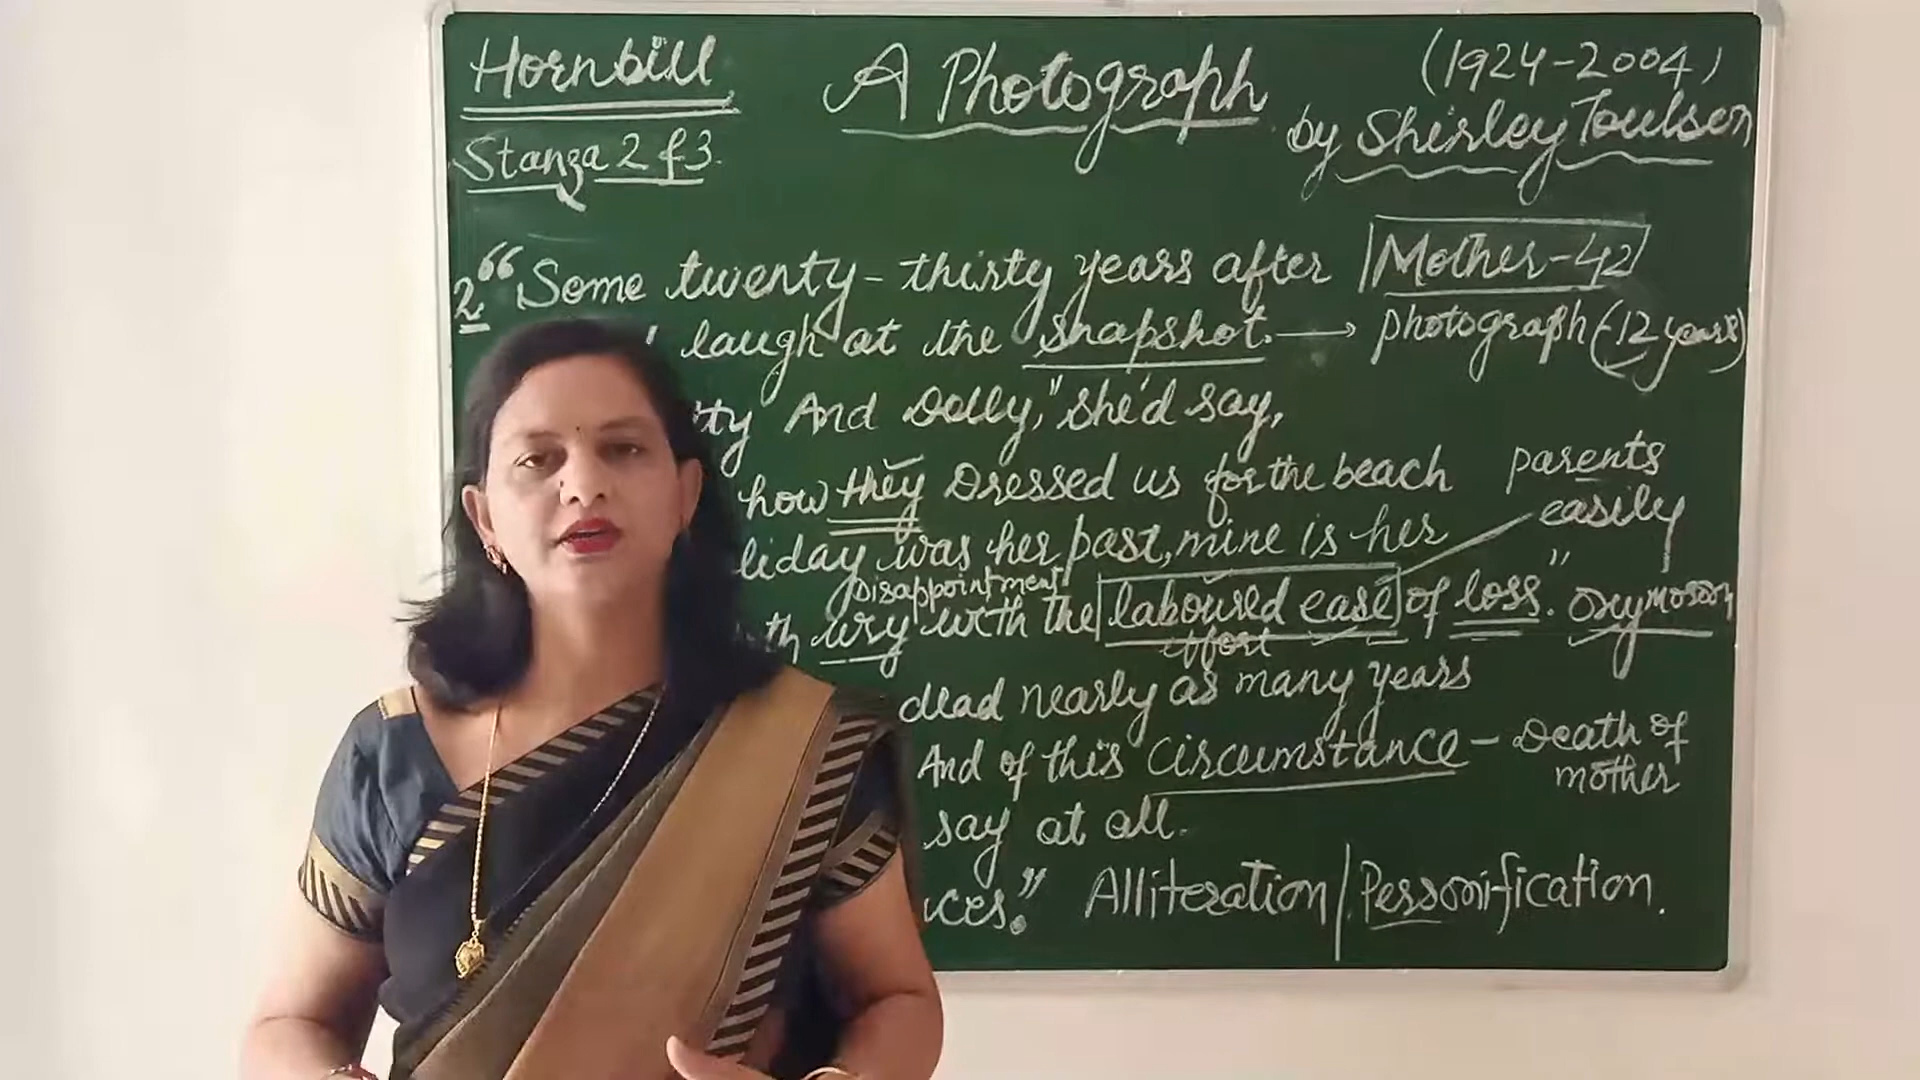 Hornbill
A Photograph
(1924-2004)
by Shirley Toulson
Stanza 2 & 3.
2 “Some twenty-thirty years after
Mother-42
laugh at the snapshot. → photograph (-12 years)
And Dolly," she'd say,
how they Dressed us for the beach
parents
easily
was her past, mine is her
Disappointment
wry with the laboured ease of loss.” Oxymoron
effort
dead nearly as many years
And of this circumstance - Death of
mother
say at all.
Alliteration / Personification.